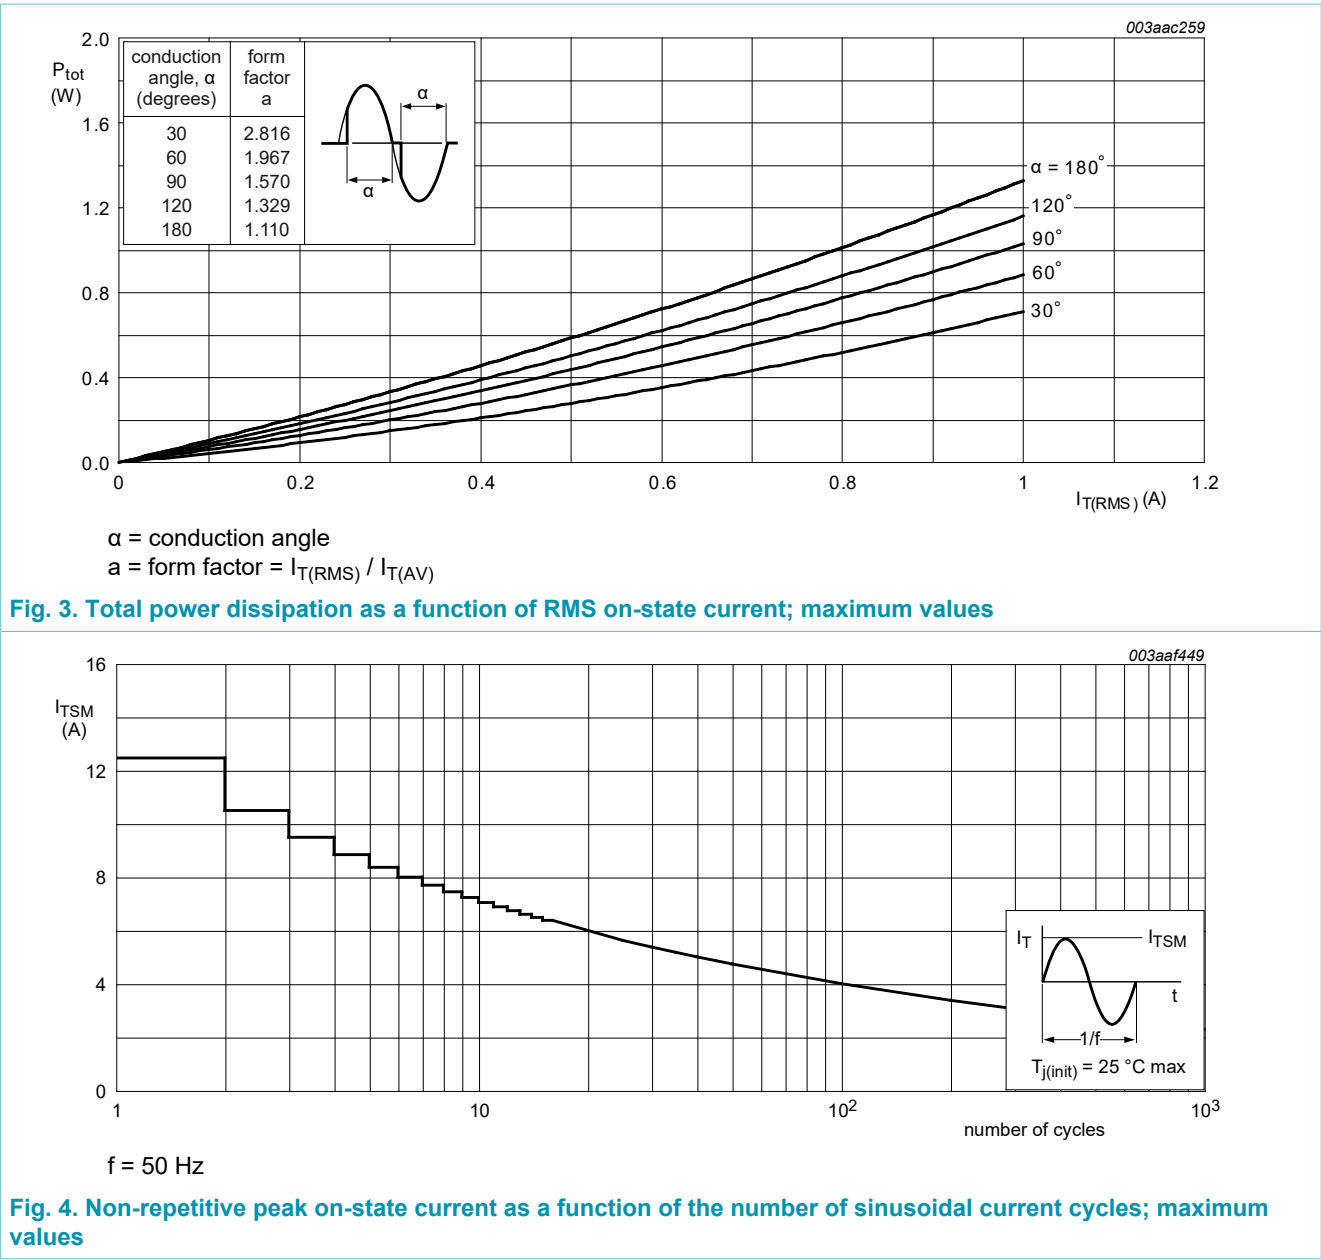 003aac259
2.0
Ptot
(W)
1.6
1.2
0.8
0.4
0.0
conduction angle, α (degrees)
form factor a
30 2.816
60 1.967
90 1.570
120 1.329
180 1.110
α
α
α = 180°
120°
90°
60°
30°
0 0.2 0.4 0.6 0.8 1 1.2
IT(RMS) (A)
α = conduction angle
a = form factor = IT(RMS) / IT(AV)
Fig. 3. Total power dissipation as a function of RMS on-state current; maximum values
003aaf449
16
ITSM
(A)
12
8
4
0
IT
ITSM
t
1/f
Tj(init) = 25 °C max
1 10 10² 10³
number of cycles
f = 50 Hz
Fig. 4. Non-repetitive peak on-state current as a function of the number of sinusoidal current cycles; maximum
values